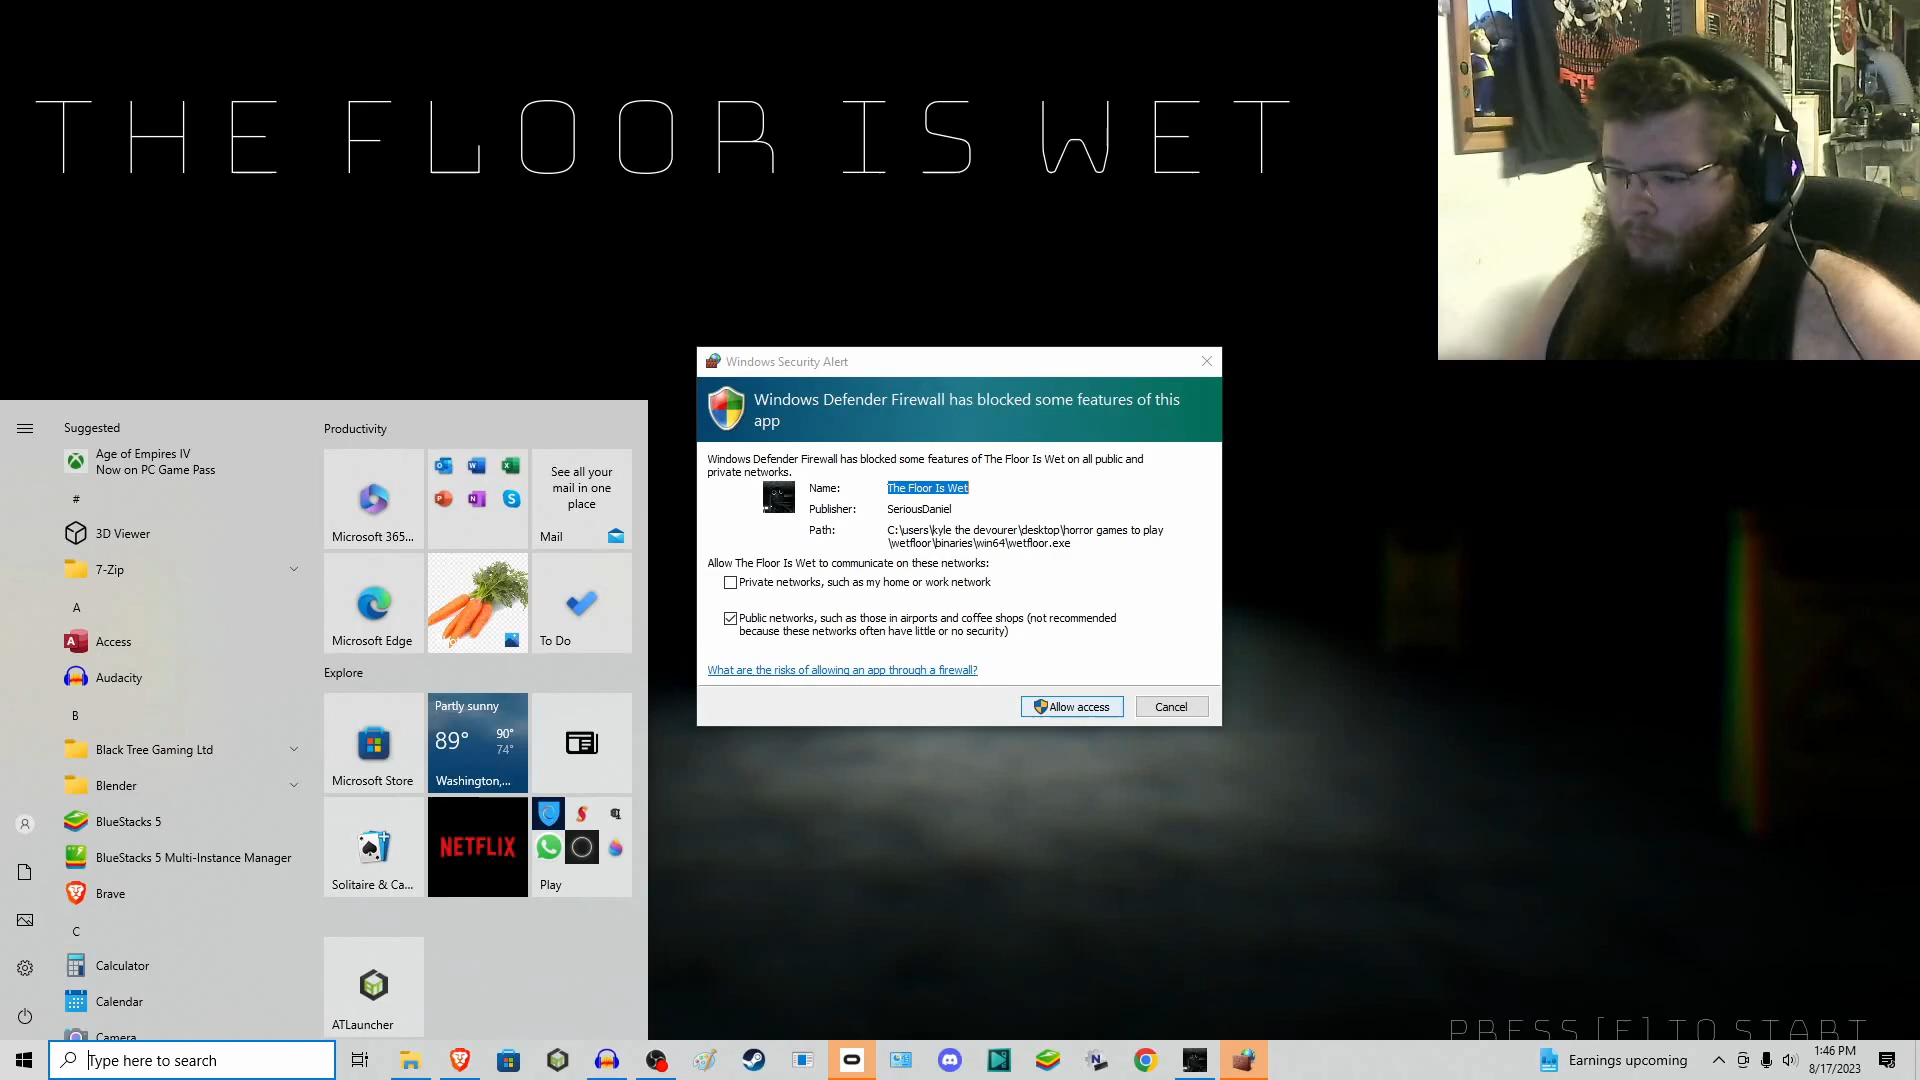 THE FLOOR IS WET
Windows Security Alert
Windows Defender Firewall has blocked some features of this
app
Windows Defender Firewall has blocked some features of The Floor Is Wet on all public and
private networks.
Name: The Floor Is Wet
Publisher: SeriousDaniel
Path: C:\users\kyle the devourer\desktop\horror games to play
\wetfloor\binaries\win64\wetfloor.exe
Allow The Floor Is Wet to communicate on these networks:
Private networks, such as my home or work network
Public networks, such as those in airports and coffee shops (not recommended
because these networks often have little or no security)
What are the risks of allowing an app through a firewall?
Allow access
Cancel
Suggested
Age of Empires IV
Now on PC Game Pass
#
3D Viewer
7-Zip
A
Access
Audacity
B
Black Tree Gaming Ltd
Blender
BlueStacks 5
BlueStacks 5 Multi-Instance Manager
Brave
C
Calculator
Calendar
Camera
Productivity
Microsoft 365...
See all your
mail in one
place
Mail
Microsoft Edge
To Do
Explore
Microsoft Store
Partly sunny
89° 90°
74°
Washington,...
Solitaire & Ca...
NETFLIX
Play
ATLauncher
PRESS [E] TO START
Type here to search
Earnings upcoming
1:46 PM
8/17/2023